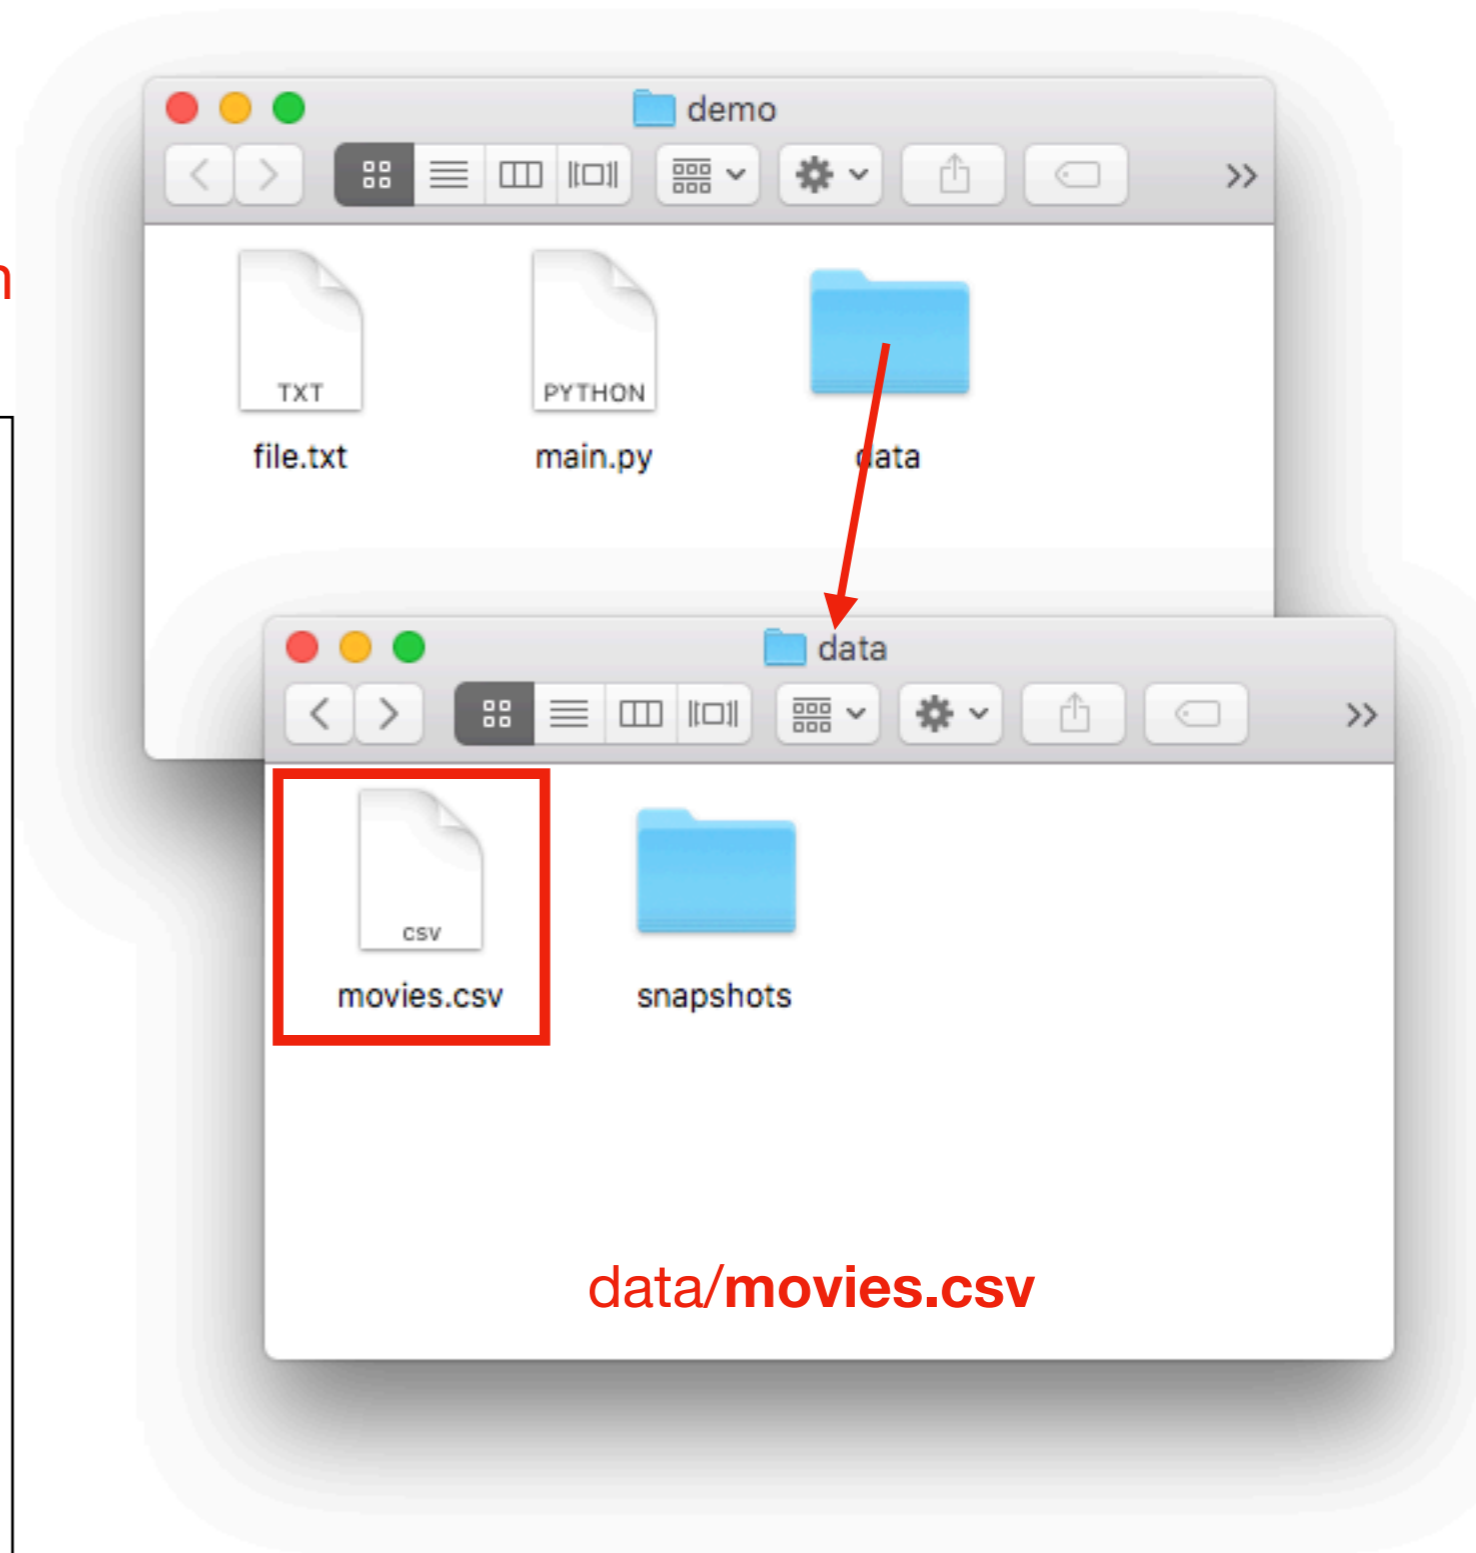 demo
n
TXT
PYTHON
file.txt
main.py
data
data
csv
movies.csv
snapshots
data/movies.csv